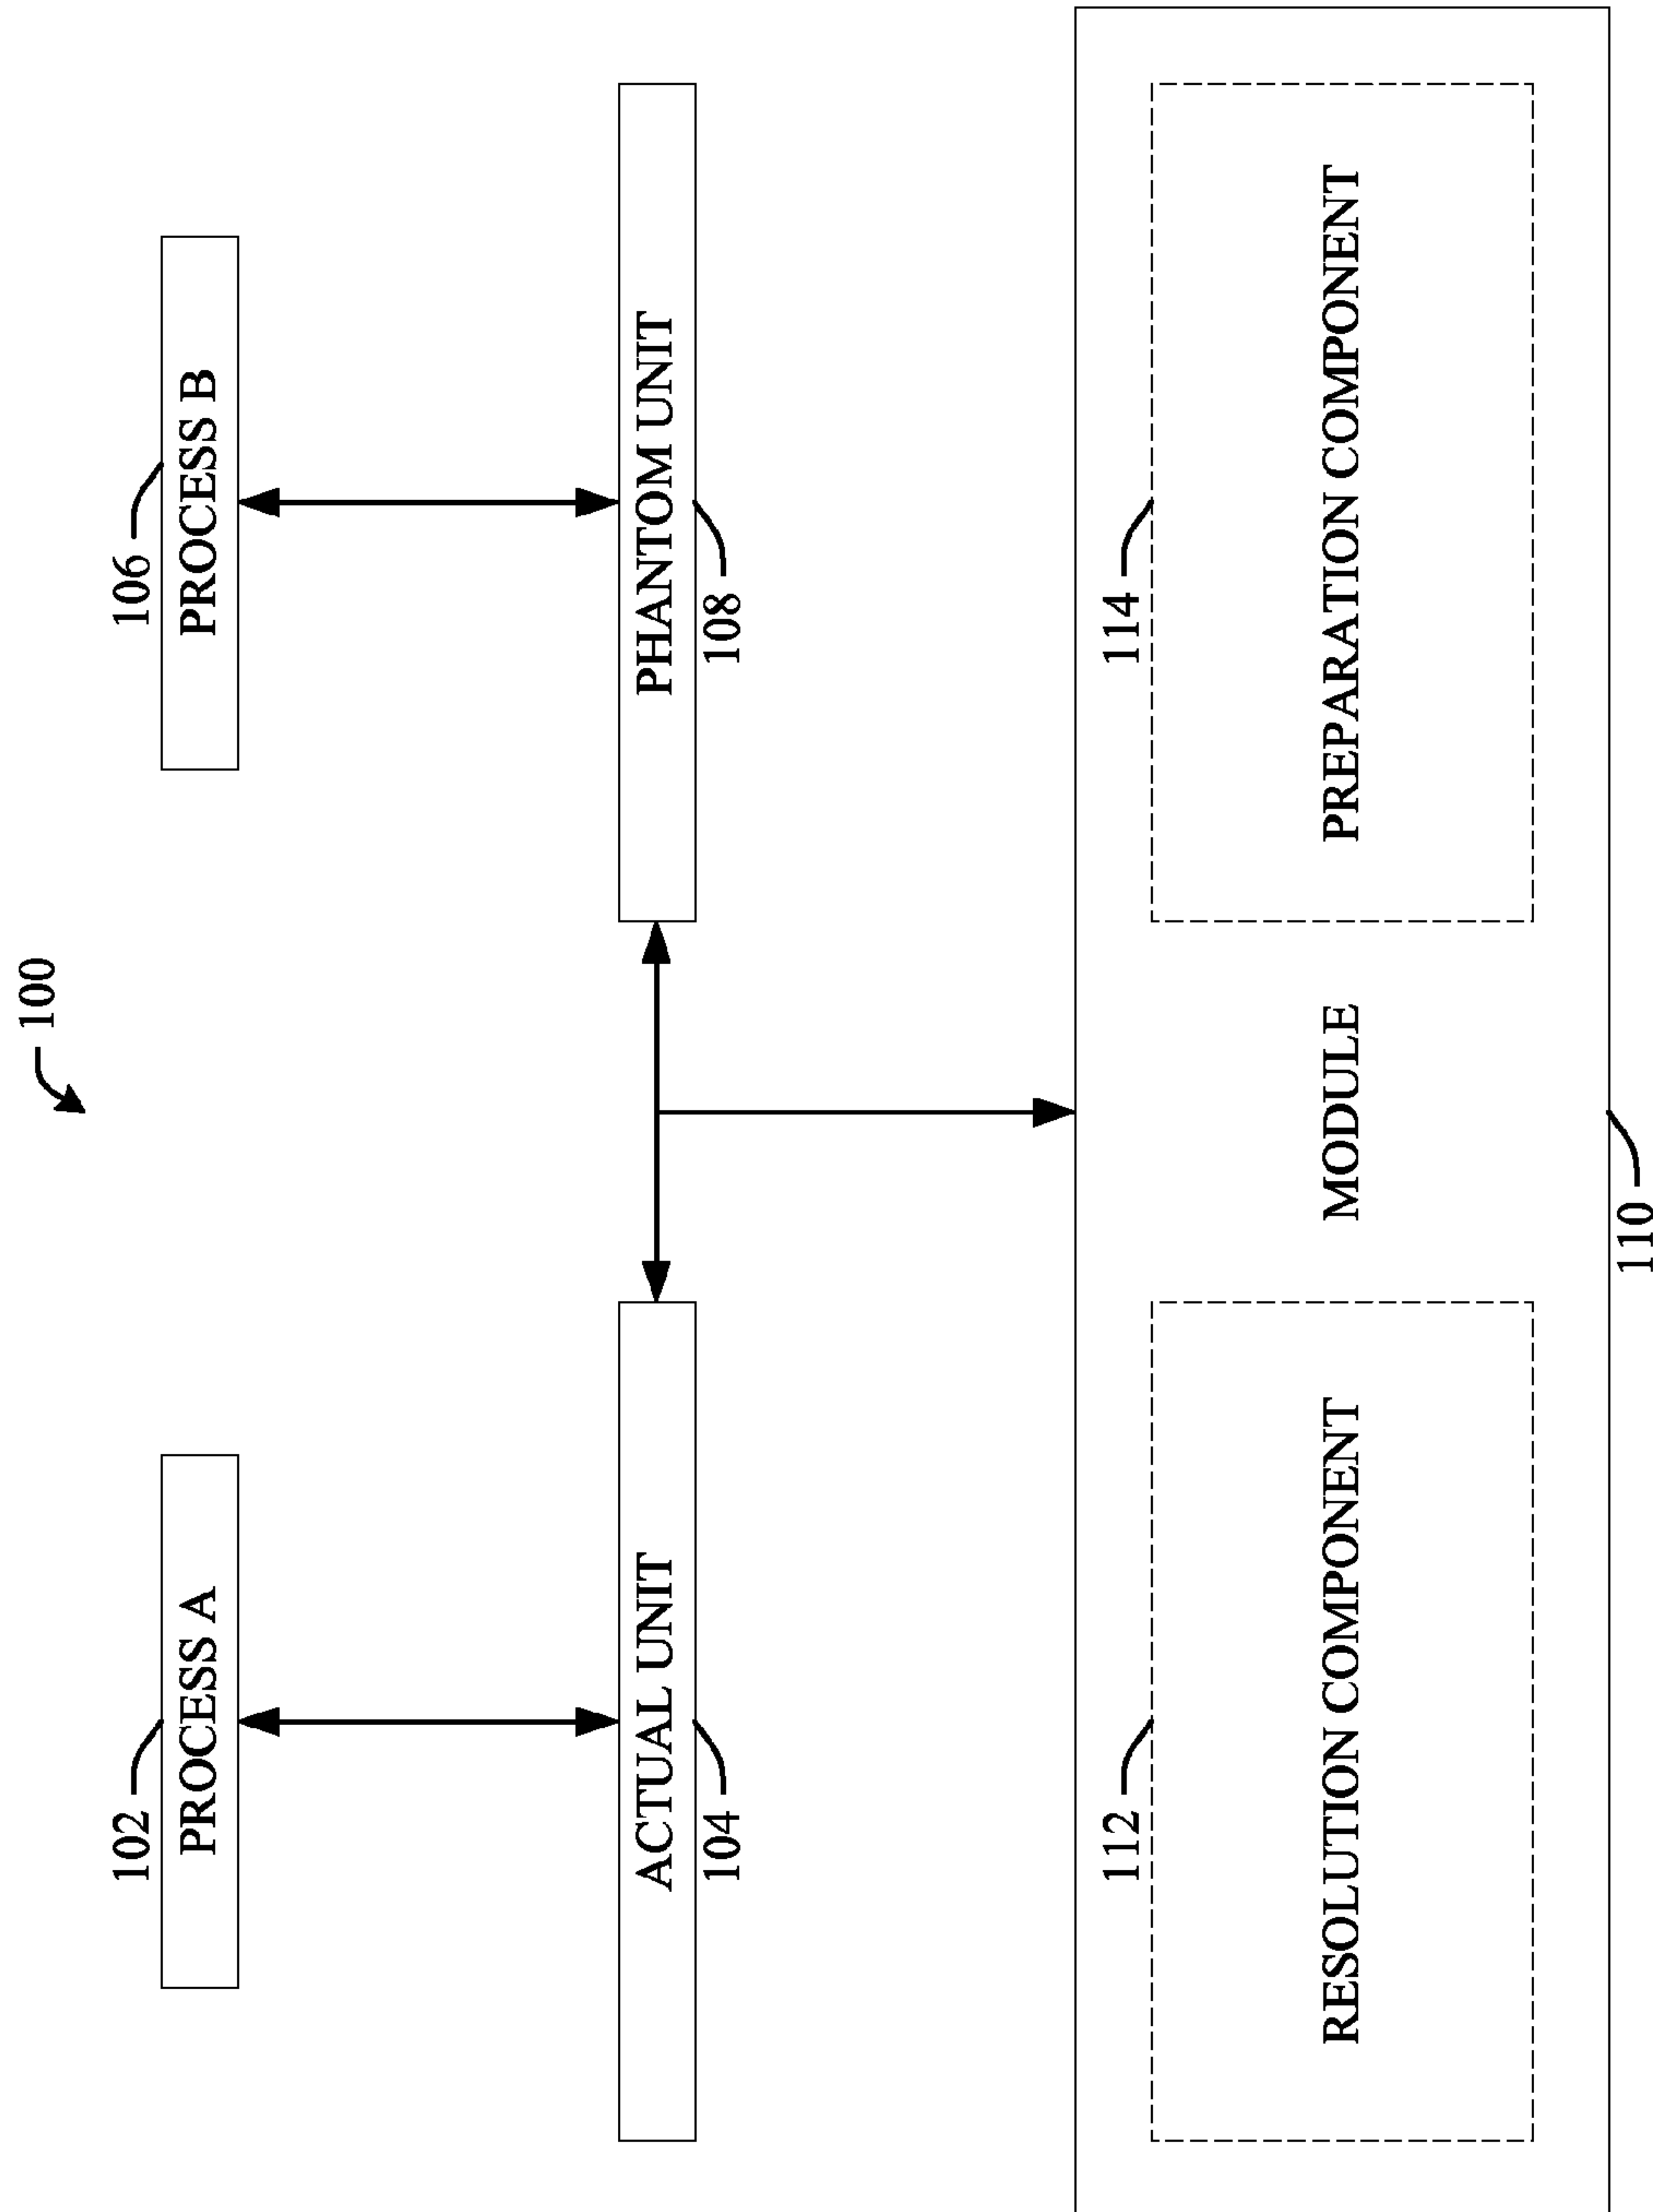 100
102
PROCESS A
106
PROCESS B
ACTUAL UNIT
104
PHANTOM UNIT
108
112
RESOLUTION COMPONENT
MODULE
114
PREPARATION COMPONENT
110